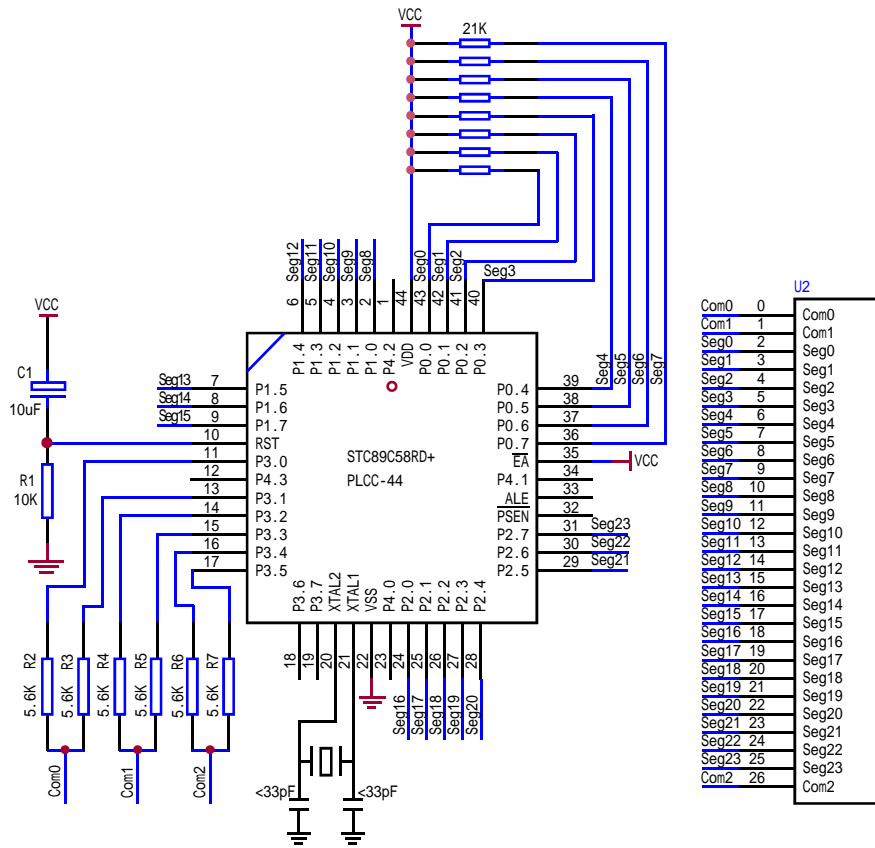 VCC
21K
Seg12
Seg11
Seg10
Seg9
Seg8
Seg0
Seg1
Seg2
Seg3
6
5
4
3
2
1
44
43
42
41
40
P1.4
P1.3
P1.2
P1.1
P1.0
P4.2
VDD
P0.0
P0.1
P0.2
P0.3
VCC
C1
10uF
R1
10K
Seg13 7 P1.5
Seg14 8 P1.6
Seg15 9 P1.7
10 RST
11 P3.0
12 P4.3
13 P3.1
14 P3.2
15 P3.3
16 P3.4
17 P3.5
STC89C58RD+
PLCC-44
Seg4
Seg5
Seg6
Seg7
P0.4 39
P0.5 38
P0.6 37
P0.7 36
EA 35 VCC
P4.1 34
ALE 33
PSEN 32
P2.7 31 Seg23
P2.6 30 Seg22
P2.5 29 Seg21
P3.6
P3.7
XTAL2
XTAL1
VSS
P4.0
P2.0
P2.1
P2.2
P2.3
P2.4
18
19
20
21
22
23
24
25
26
27
28
Seg16
Seg17
Seg18
Seg19
Seg20
R2 5.6K
R3 5.6K
R4 5.6K
R5 5.6K
R6 5.6K
R7 5.6K
Com0
Com1
Com2
<33pF
<33pF
U2
Com0 0 Com0
Com1 1 Com1
Seg0 2 Seg0
Seg1 3 Seg1
Seg2 4 Seg2
Seg3 5 Seg3
Seg4 6 Seg4
Seg5 7 Seg5
Seg6 8 Seg6
Seg7 9 Seg7
Seg8 10 Seg8
Seg9 11 Seg9
Seg10 12 Seg10
Seg11 13 Seg11
Seg12 14 Seg12
Seg13 15 Seg13
Seg14 16 Seg14
Seg15 17 Seg15
Seg16 18 Seg16
Seg17 19 Seg17
Seg18 20 Seg18
Seg19 21 Seg19
Seg20 22 Seg20
Seg21 23 Seg21
Seg22 24 Seg22
Seg23 25 Seg23
Com2 26 Com2